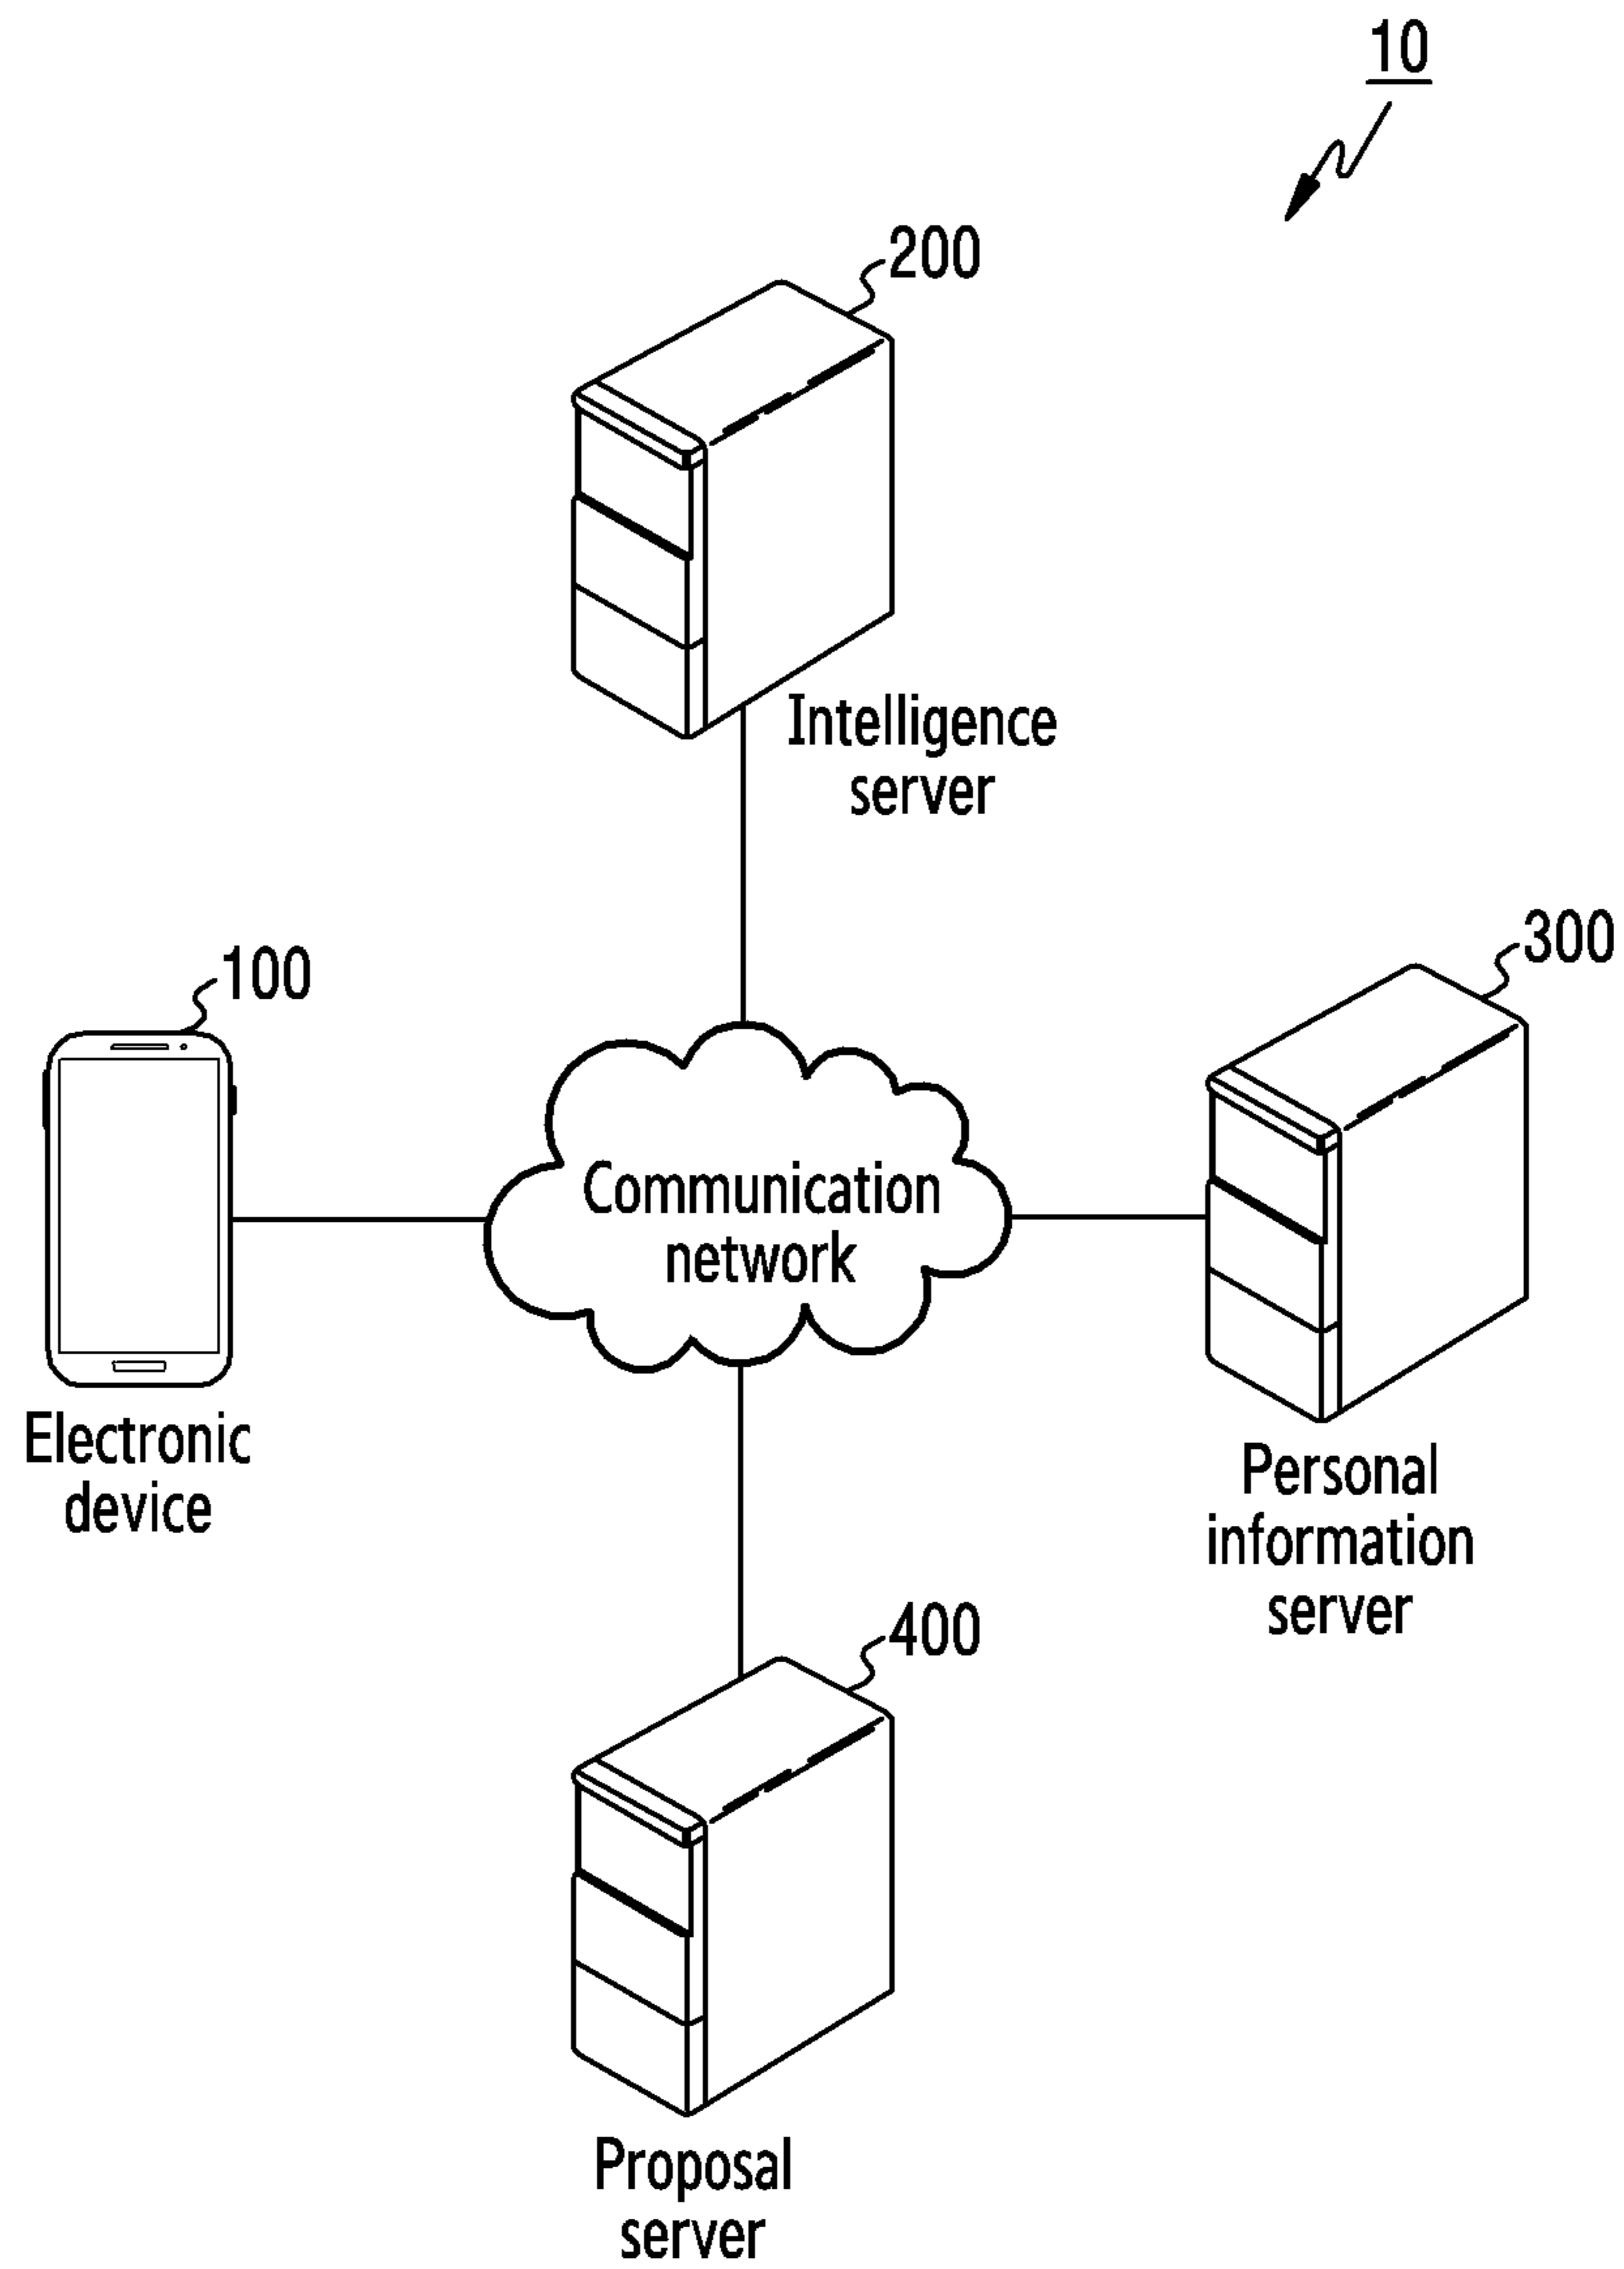 10
200
Intelligence
server
300
100
Communication
network
Electronic
device
Personal
information
server
400
Proposal
server